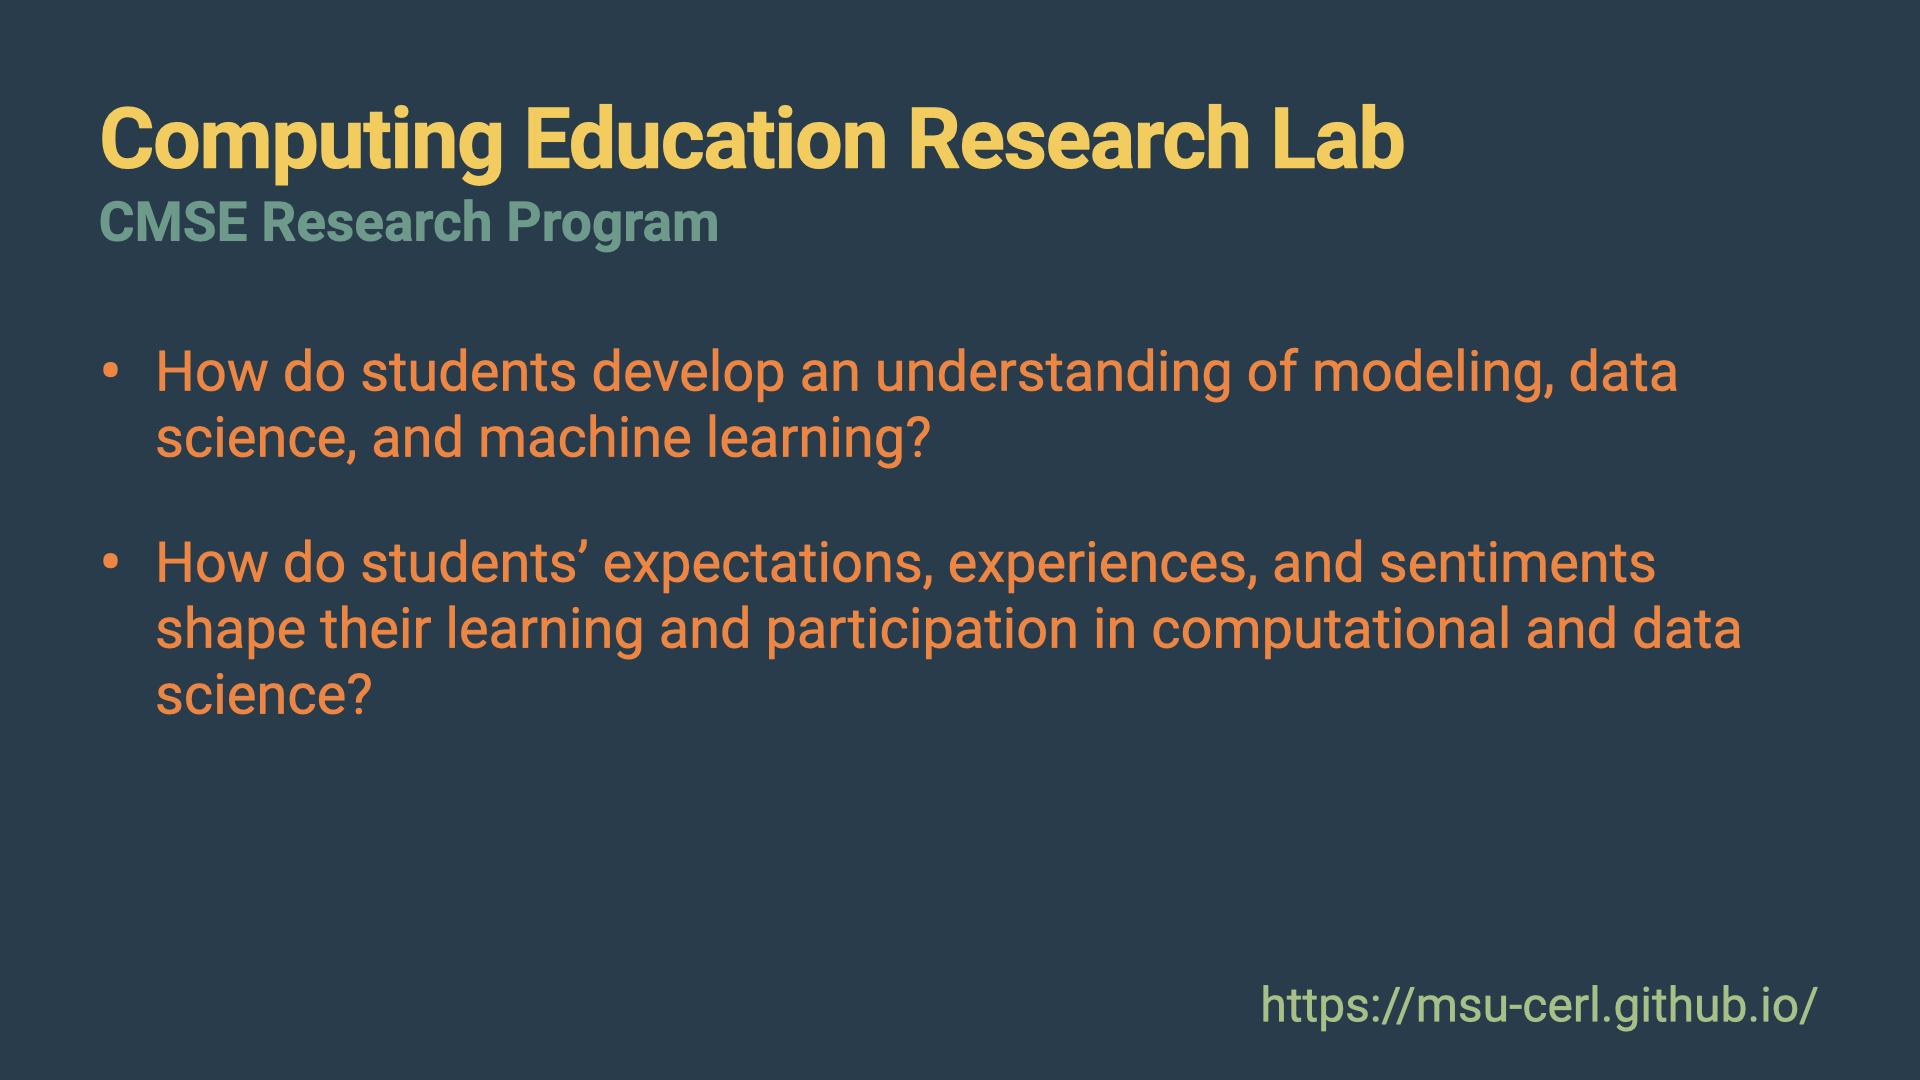 Computing Education Research Lab
CMSE Research Program
• How do students develop an understanding of modeling, data
science, and machine learning?
• How do students’ expectations, experiences, and sentiments
shape their learning and participation in computational and data
science?
https://msu-cerl.github.io/